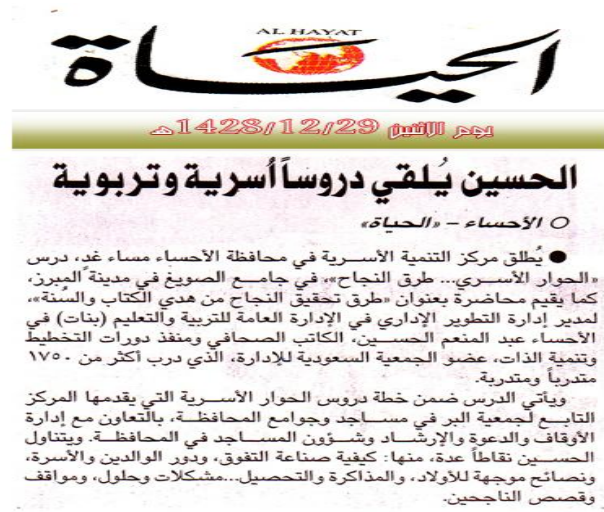 AL HAYAT
الحياة
يوم الاثنين 1428/12/29هـ
الحسين يُلقي دروساً أسرية وتربوية
○ الأحساء - «الحياة»
● يُطلق مركز التنمية الأسرية في محافظة الأحساء مساء غد، درس
«الحوار الأسري... طرق النجاح»، في جامع الصويغ في مدينة المبرز،
كما يقيم محاضرة بعنوان «طرق تحقيق النجاح من هدي الكتاب والسُنة»،
لمدير إدارة التطوير الإداري في الإدارة العامة للتربية والتعليم (بنات) في
الأحساء عبد المنعم الحسين، الكاتب الصحافي ومنفذ دورات التخطيط
وتنمية الذات، عضو الجمعية السعودية للإدارة، الذي درب أكثر من ١٧٥٠
متدرباً ومتدربة.
ويأتي الدرس ضمن خطة دروس الحوار الأسرية التي يقدمها المركز
التابع لجمعية البر في مساجد وجوامع المحافظة، بالتعاون مع إدارة
الأوقاف والدعوة والإرشاد وشؤون المساجد في المحافظة. ويتناول
الحسين نقاطاً عدة، منها: كيفية صناعة التفوق، ودور الوالدين والأسرة،
ونصائح موجهة للأولاد، والمذاكرة والتحصيل...مشكلات وحلول، ومواقف
وقصص الناجحين.